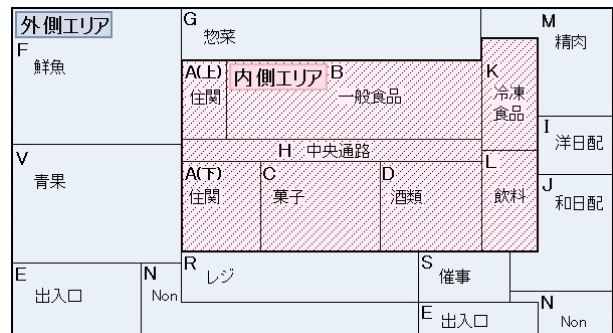 外側エリア
F
鮮魚
G
惣菜
M
精肉
A(上)
住関
内側エリア
B
一般食品
K
冷凍
食品
H 中央通路
I
洋日配
V
青果
A(下)
住関
C
菓子
D
酒類
L
飲料
J
和日配
E
出入口
N
Non
R
レジ
S
催事
E
出入口
N
Non